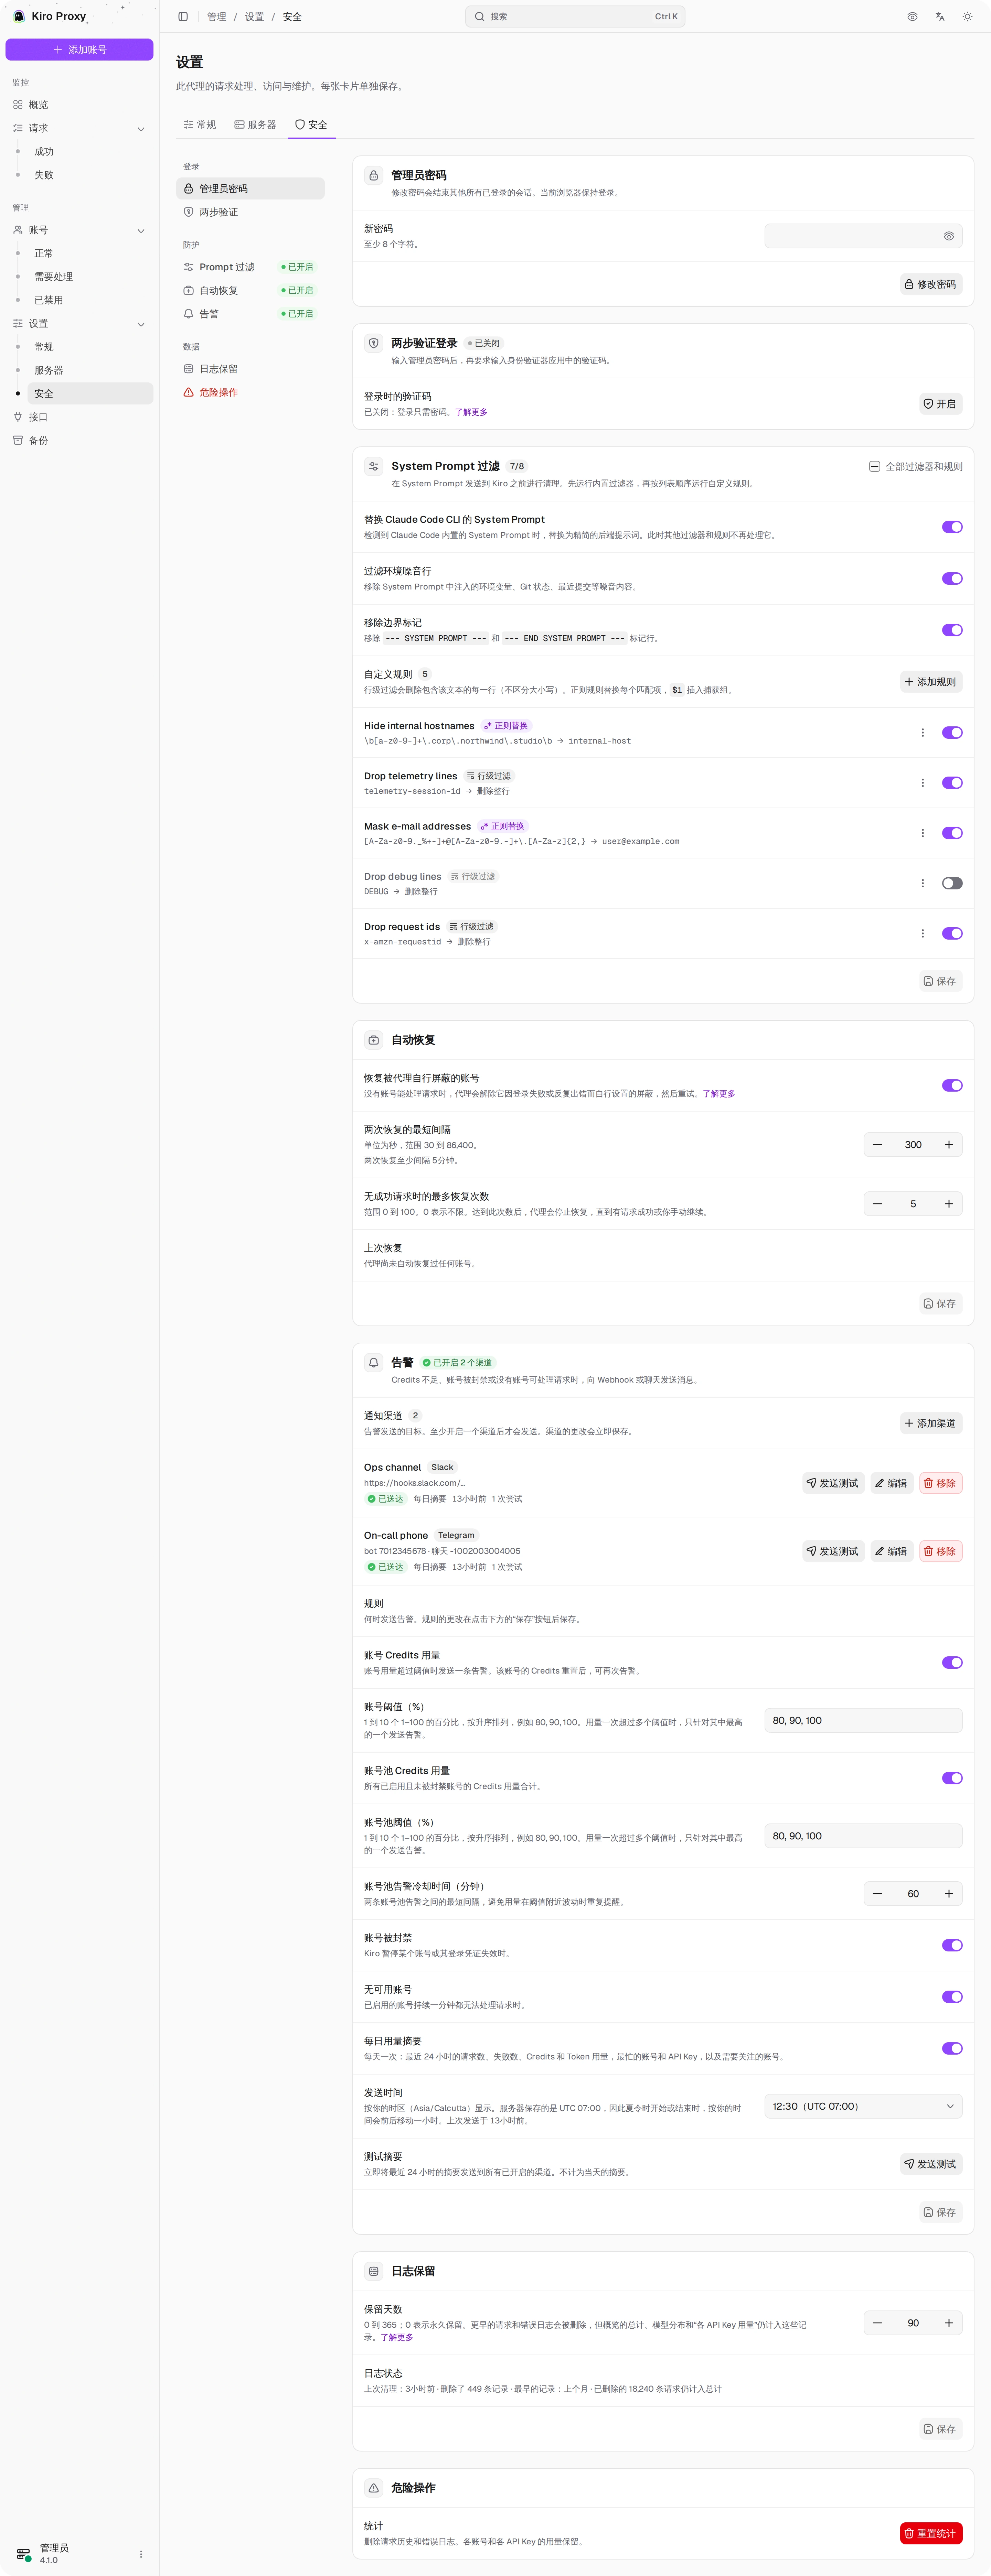 Kiro Proxy
管理 / 设置 / 安全
搜索
Ctrl K
添加账号
监控
概览
请求
成功
失败
管理
账号
正常
需要处理
已禁用
设置
常规
服务器
安全
接口
备份
管理员
4.1.0
设置
此代理的请求处理、访问与维护。每张卡片单独保存。
常规
服务器
安全
登录
管理员密码
两步验证
防护
Prompt 过滤 已开启
自动恢复 已开启
告警 已开启
数据
日志保留
危险操作
管理员密码
修改密码会结束其他所有已登录的会话。当前浏览器保持登录。
新密码
至少 8 个字符。
修改密码
两步验证登录 已关闭
输入管理员密码后，再要求输入身份验证器应用中的验证码。
登录时的验证码
已关闭：登录只需密码。了解更多
开启
System Prompt 过滤 7/8
全部过滤器和规则
在 System Prompt 发送到 Kiro 之前进行清理。先运行内置过滤器，再按列表顺序运行自定义规则。
替换 Claude Code CLI 的 System Prompt
检测到 Claude Code 内置的 System Prompt 时，替换为精简的后端提示词。此时其他过滤器和规则不再处理它。
过滤环境噪音行
移除 System Prompt 中注入的环境变量、Git 状态、最近提交等噪音内容。
移除边界标记
移除 --- SYSTEM PROMPT --- 和 --- END SYSTEM PROMPT --- 标记行。
自定义规则 5
行级过滤会删除包含该文本的每一行（不区分大小写）。正则规则替换每个匹配项，$1 插入捕获组。
添加规则
Hide internal hostnames 正则替换
\b[a-z0-9-]+\.corp\.northwind\.studio\b → internal-host
Drop telemetry lines 行级过滤
telemetry-session-id → 删除整行
Mask e-mail addresses 正则替换
[A-Za-z0-9._%+-]+@[A-Za-z0-9.-]+\.[A-Za-z]{2,} → user@example.com
Drop debug lines 行级过滤
DEBUG → 删除整行
Drop request ids 行级过滤
x-amzn-requestid → 删除整行
保存
自动恢复
恢复被代理自行屏蔽的账号
没有账号能处理请求时，代理会解除它因登录失败或反复出错而自行设置的屏蔽，然后重试。了解更多
两次恢复的最短间隔
单位为秒，范围 30 到 86,400。
两次恢复至少间隔 5分钟。
300
无成功请求时的最多恢复次数
范围 0 到 100。0 表示不限。达到此次数后，代理会停止恢复，直到有请求成功或你手动继续。
5
上次恢复
代理尚未自动恢复过任何账号。
保存
告警 已开启 2 个渠道
Credits 不足、账号被封禁或没有账号可处理请求时，向 Webhook 或聊天发送消息。
通知渠道 2
告警发送的目标。至少开启一个渠道后才会发送。渠道的更改会立即保存。
添加渠道
Ops channel Slack
https://hooks.slack.com/…
已送达 每日摘要 13小时前 1 次尝试
发送测试 编辑 移除
On-call phone Telegram
bot 7012345678 · 聊天 -1002003004005
已送达 每日摘要 13小时前 1 次尝试
发送测试 编辑 移除
规则
何时发送告警。规则的更改在点击下方的“保存”按钮后保存。
账号 Credits 用量
账号用量超过阈值时发送一条告警。该账号的 Credits 重置后，可再次告警。
账号阈值（%）
1 到 10 个 1–100 的百分比，按升序排列，例如 80, 90, 100。用量一次超过多个阈值时，只针对其中最高
的一个发送告警。
80, 90, 100
账号池 Credits 用量
所有已启用且未被封禁账号的 Credits 用量合计。
账号池阈值（%）
1 到 10 个 1–100 的百分比，按升序排列，例如 80, 90, 100。用量一次超过多个阈值时，只针对其中最高
的一个发送告警。
80, 90, 100
账号池告警冷却时间（分钟）
两条账号池告警之间的最短间隔，避免用量在阈值附近波动时重复提醒。
60
账号被封禁
Kiro 暂停某个账号或其登录凭证失效时。
无可用账号
已启用的账号持续一分钟都无法处理请求时。
每日用量摘要
每天一次：最近 24 小时的请求数、失败数、Credits 和 Token 用量，最忙的账号和 API Key，以及需要关注的账号。
发送时间
按你的时区（Asia/Calcutta）显示。服务器保存的是 UTC 07:00，因此夏令时开始或结束时，按你的时
间会前后移动一小时。上次发送于 13小时前。
12:30（UTC 07:00）
测试摘要
立即将最近 24 小时的摘要发送到所有已开启的渠道。不计为当天的摘要。
发送测试
保存
日志保留
保留天数
0 到 365；0 表示永久保留。更早的请求和错误日志会被删除，但概览的总计、模型分布和“各 API Key 用量”仍计入这些记
录。了解更多
90
日志状态
上次清理：3小时前 · 删除了 449 条记录 · 最早的记录：上个月 · 已删除的 18,240 条请求仍计入总计
保存
危险操作
统计
删除请求历史和错误日志。各账号和各 API Key 的用量保留。
重置统计